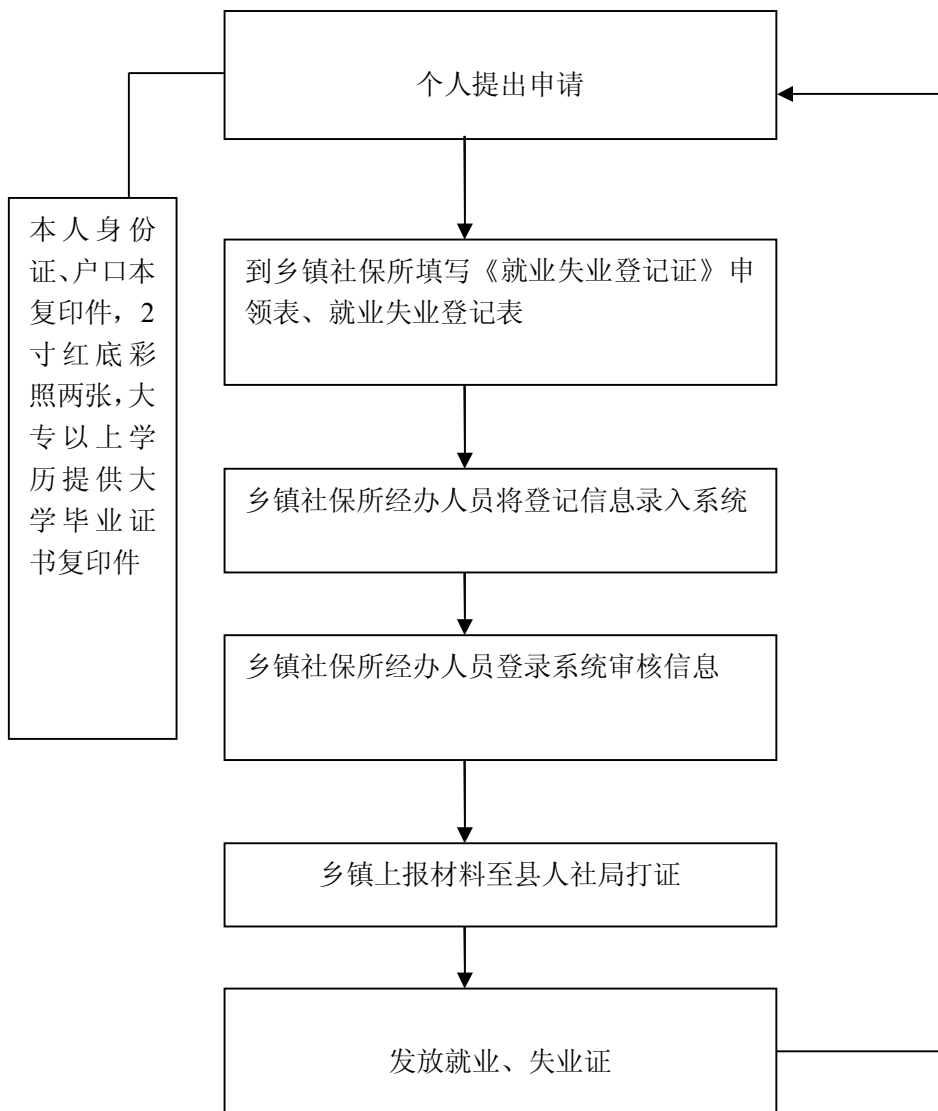 个人提出申请
本人身份
证、户口本
复印件，2
寸红底彩
照两张，大
专以上学
历提供大
学毕业证
书复印件
到乡镇社保所填写《就业失业登记证》申
领表、就业失业登记表
乡镇社保所经办人员将登记信息录入系统
乡镇社保所经办人员登录系统审核信息
乡镇上报材料至县人社局打证
发放就业、失业证